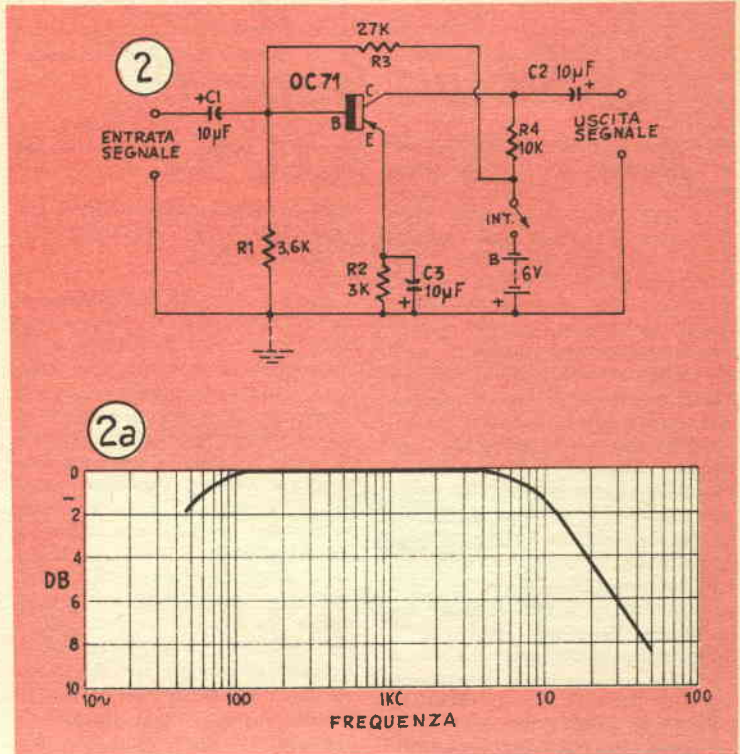 2
27K
R3
OC71
C2 10µF
+
+C1
10µF
C
B
E
ENTRATA
SEGNALE
R4
10K
USCITA
SEGNALE
INT.
R1 3,6K
R2
3K
C3
10µF
+
B
6V
+
2a
0
–
2
DB
4
6
8
10
10∿ 100 1KC 10 100
FREQUENZA